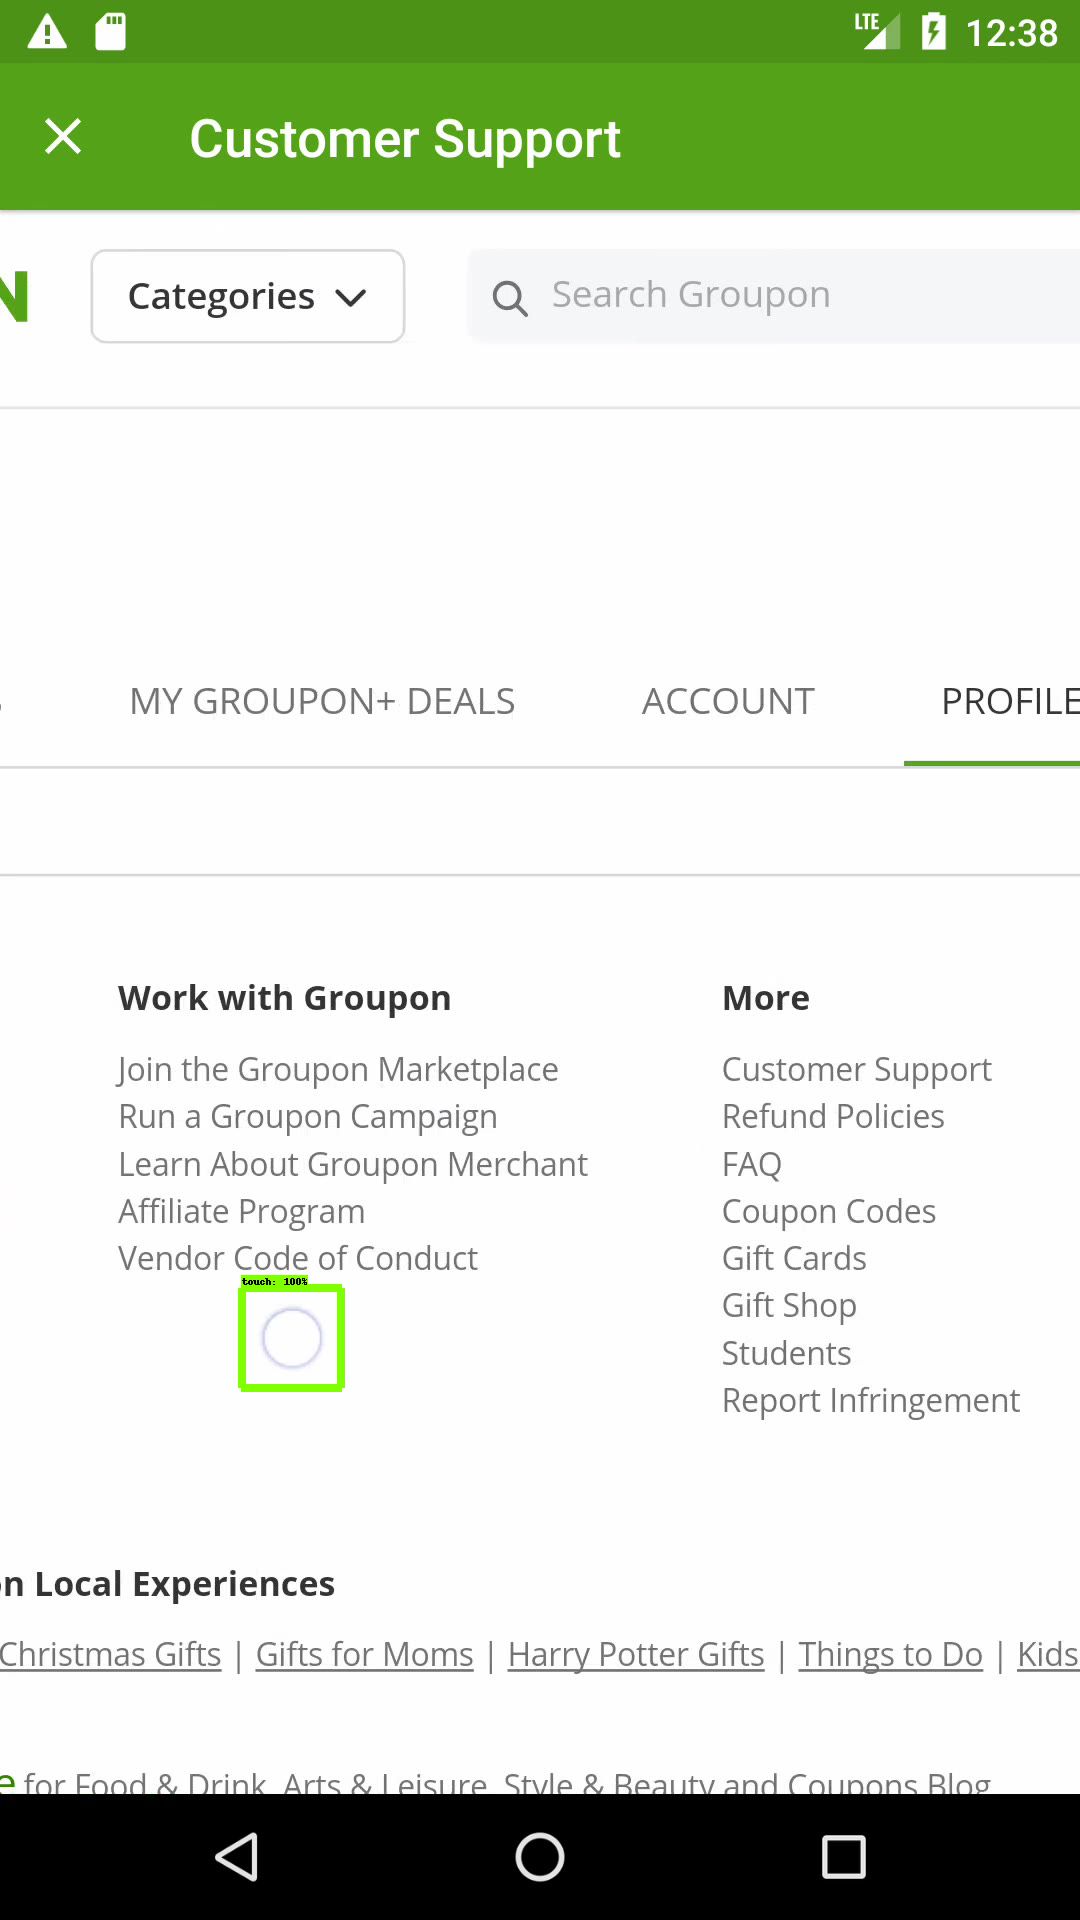 LTE 12:38
Customer Support
N Categories Search Groupon
MY GROUPON+ DEALS ACCOUNT PROFILE
Work with Groupon
Join the Groupon Marketplace
Run a Groupon Campaign
Learn About Groupon Merchant
Affiliate Program
Vendor Code of Conduct
touch: 100%
More
Customer Support
Refund Policies
FAQ
Coupon Codes
Gift Cards
Gift Shop
Students
Report Infringement
on Local Experiences
Christmas Gifts | Gifts for Moms | Harry Potter Gifts | Things to Do | Kids
e for Food & Drink, Arts & Leisure, Style & Beauty and Coupons Blog